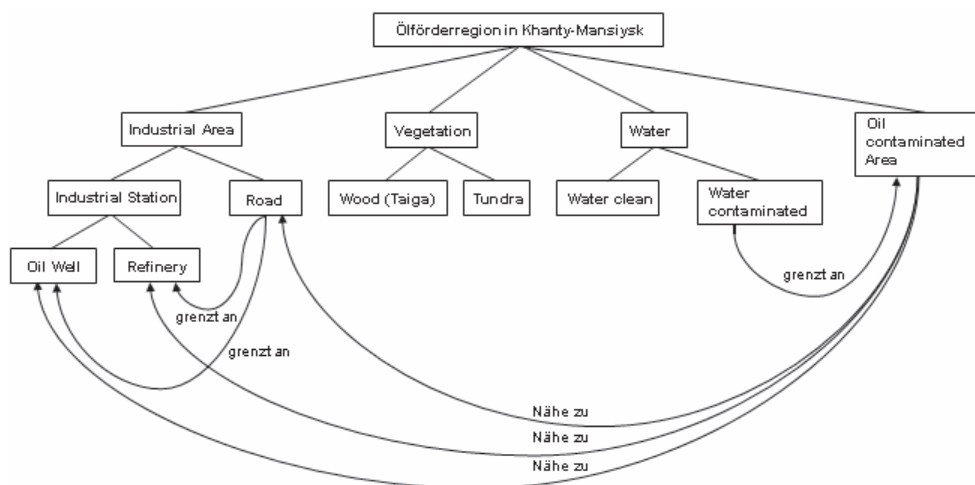 Ölförderregion in Khanty-Mansiysk
Industrial Area
Vegetation
Water
Oil
contaminated
Area
Industrial Station
Road
Wood (Taiga)
Tundra
Water clean
Water
contaminated
Oil Well
Refinery
grenzt an
grenzt an
grenzt an
Nähe zu
Nähe zu
Nähe zu